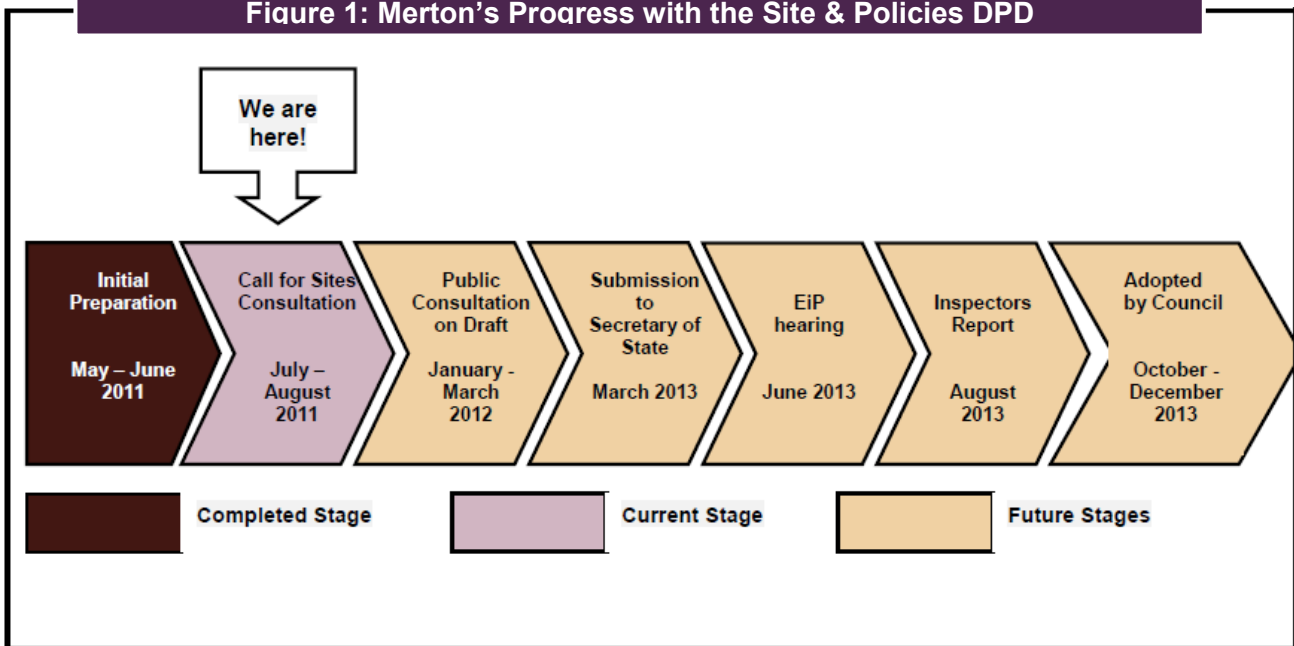 Figure 1: Merton's Progress with the Site & Policies DPD
We are
here!
Initial
Preparation
May – June
2011
Call for Sites
Consultation
July –
August
2011
Public
Consultation
on Draft
January -
March
2012
Submission
to
Secretary of
State
March 2013
EiP
hearing
June 2013
Inspectors
Report
August
2013
Adopted
by Council
October -
December
2013
Completed Stage
Current Stage
Future Stages